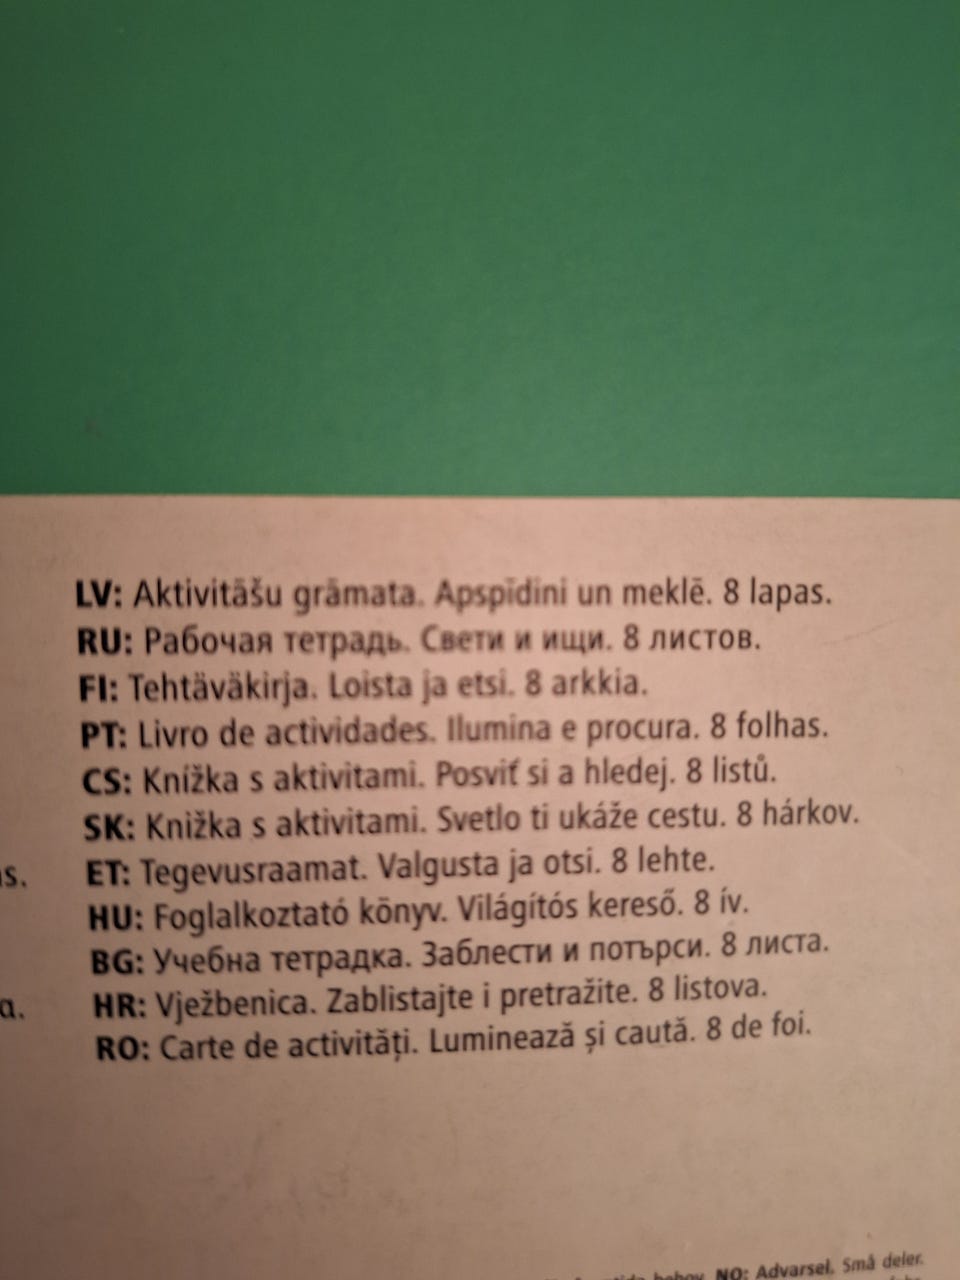 LV: Aktivitāšu grāmata. Apspīdini un meklē. 8 lapas.
RU: Рабочая тетрадь. Свети и ищи. 8 листов.
FI: Tehtäväkirja. Loista ja etsi. 8 arkkia.
PT: Livro de actividades. Ilumina e procura. 8 folhas.
CS: Knížka s aktivitami. Posviť si a hledej. 8 listů.
SK: Knižka s aktivitami. Svetlo ti ukáže cestu. 8 hárkov.
ET: Tegevusraamat. Valgusta ja otsi. 8 lehte.
HU: Foglalkoztató könyv. Világítós kereső. 8 ív.
BG: Учебна тетрадка. Заблести и потърси. 8 листа.
HR: Vježbenica. Zablistajte i pretražite. 8 listova.
RO: Carte de activități. Luminează și caută. 8 de foi.
NO: Advarsel. Små deler.